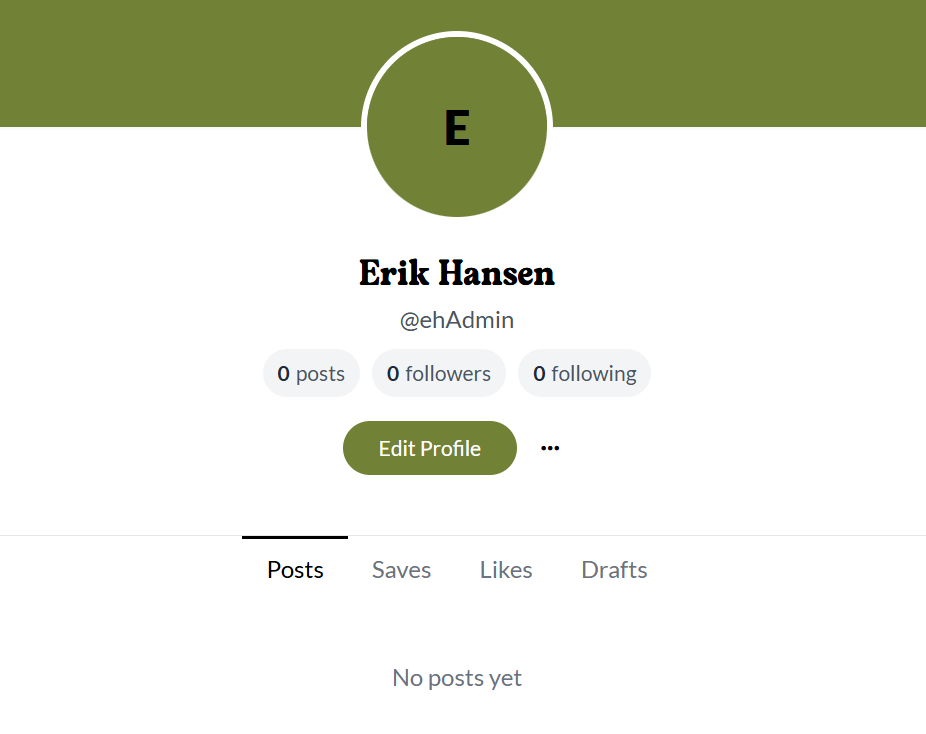 E
Erik Hansen
@ehAdmin
0 posts 0 followers 0 following
Edit Profile ...
Posts Saves Likes Drafts
No posts yet